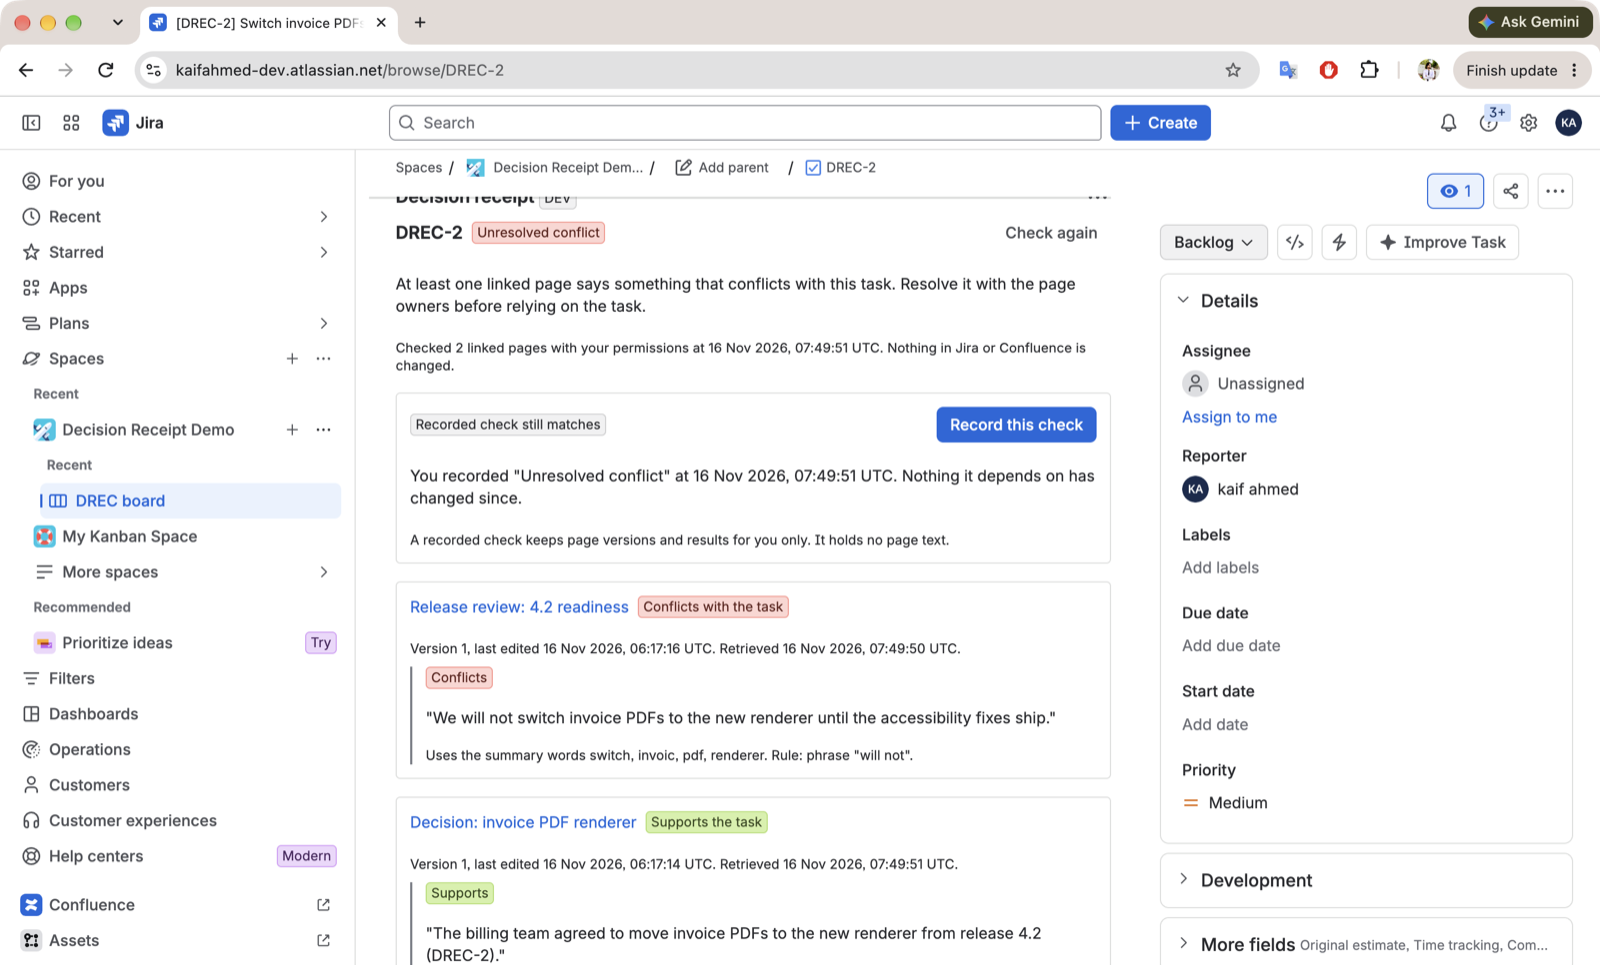 [DREC-2] Switch invoice PDFs
Ask Gemini
kaifahmed-dev.atlassian.net/browse/DREC-2
Finish update
Jira
Search
Create
3+
KA
For you
Recent
Starred
Apps
Plans
Spaces
Recent
Decision Receipt Demo
Recent
DREC board
My Kanban Space
More spaces
Recommended
Prioritize ideas
Try
Filters
Dashboards
Operations
Customers
Customer experiences
Help centers
Modern
Confluence
Assets
Spaces / Decision Receipt Dem... / Add parent / DREC-2
Decision receipt DEV
DREC-2 Unresolved conflict
Check again
At least one linked page says something that conflicts with this task. Resolve it with the page
owners before relying on the task.
Checked 2 linked pages with your permissions at 16 Nov 2026, 07:49:51 UTC. Nothing in Jira or Confluence is
changed.
Recorded check still matches
Record this check
You recorded "Unresolved conflict" at 16 Nov 2026, 07:49:51 UTC. Nothing it depends on has
changed since.
A recorded check keeps page versions and results for you only. It holds no page text.
Release review: 4.2 readiness Conflicts with the task
Version 1, last edited 16 Nov 2026, 06:17:16 UTC. Retrieved 16 Nov 2026, 07:49:50 UTC.
Conflicts
"We will not switch invoice PDFs to the new renderer until the accessibility fixes ship."
Uses the summary words switch, invoic, pdf, renderer. Rule: phrase "will not".
Decision: invoice PDF renderer Supports the task
Version 1, last edited 16 Nov 2026, 06:17:14 UTC. Retrieved 16 Nov 2026, 07:49:51 UTC.
Supports
"The billing team agreed to move invoice PDFs to the new renderer from release 4.2
(DREC-2)."
1
Backlog
Improve Task
Details
Assignee
Unassigned
Assign to me
Reporter
KA kaif ahmed
Labels
Add labels
Due date
Add due date
Start date
Add date
Priority
Medium
Development
More fields Original estimate, Time tracking, Com...